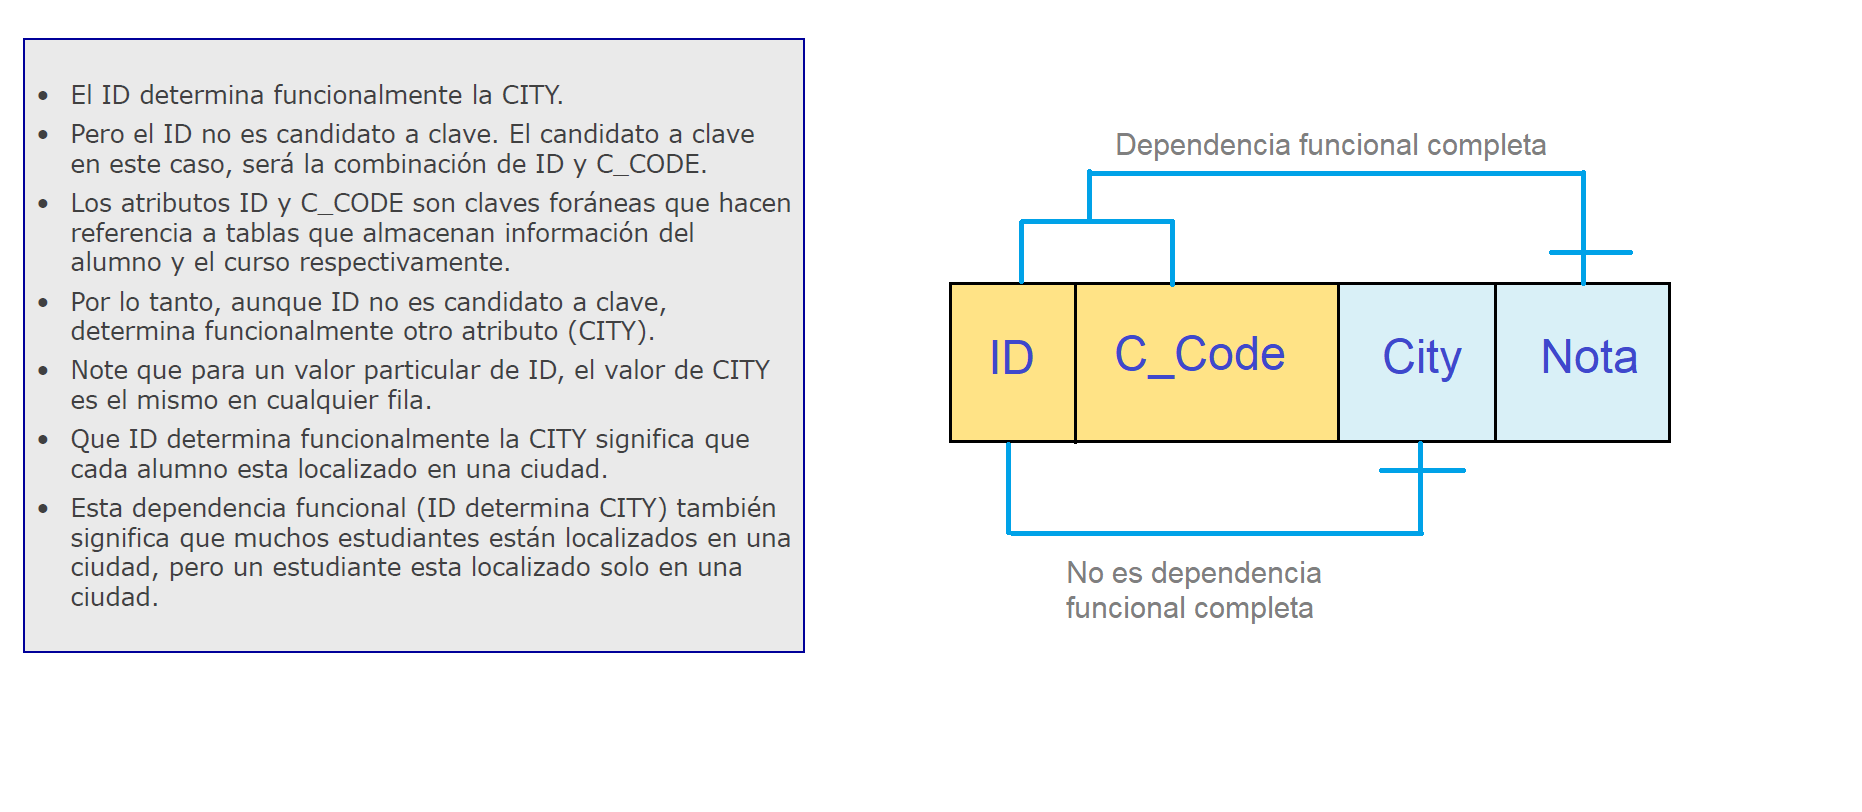 • El ID determina funcionalmente la CITY.
• Pero el ID no es candidato a clave. El candidato a clave
en este caso, será la combinación de ID y C_CODE.
• Los atributos ID y C_CODE son claves foráneas que hacen
referencia a tablas que almacenan información del
alumno y el curso respectivamente.
• Por lo tanto, aunque ID no es candidato a clave,
determina funcionalmente otro atributo (CITY).
• Note que para un valor particular de ID, el valor de CITY
es el mismo en cualquier fila.
• Que ID determina funcionalmente la CITY significa que
cada alumno esta localizado en una ciudad.
• Esta dependencia funcional (ID determina CITY) también
significa que muchos estudiantes están localizados en una
ciudad, pero un estudiante esta localizado solo en una
ciudad.
Dependencia funcional completa
ID C_Code City Nota
No es dependencia
funcional completa